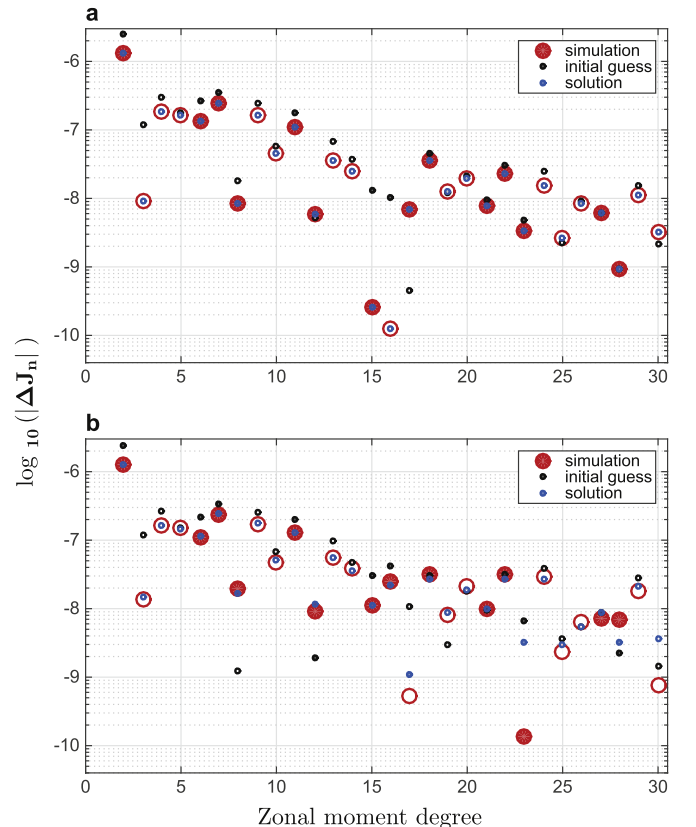 a
simulation
initial guess
solution
-6
-7
-8
-9
-10
0 5 10 15 20 25 30
log 10 (|ΔJn|)
b
simulation
initial guess
solution
-6
-7
-8
-9
-10
0 5 10 15 20 25 30
Zonal moment degree